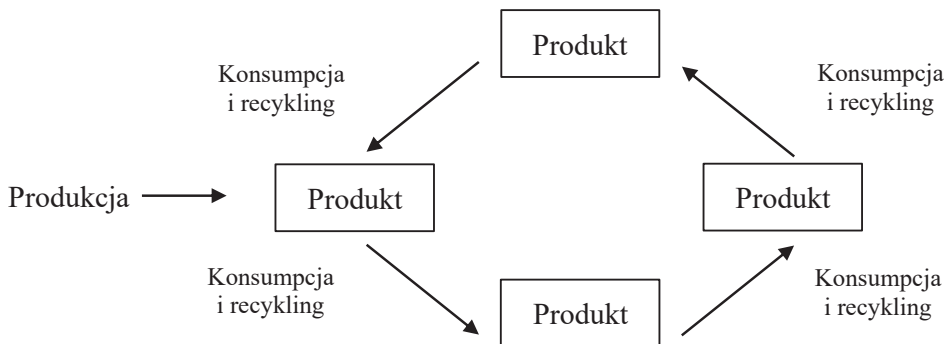 Produkt
Konsumpcja
i recykling
Konsumpcja
i recykling
Produkcja
Produkt
Produkt
Konsumpcja
i recykling
Konsumpcja
i recykling
Produkt